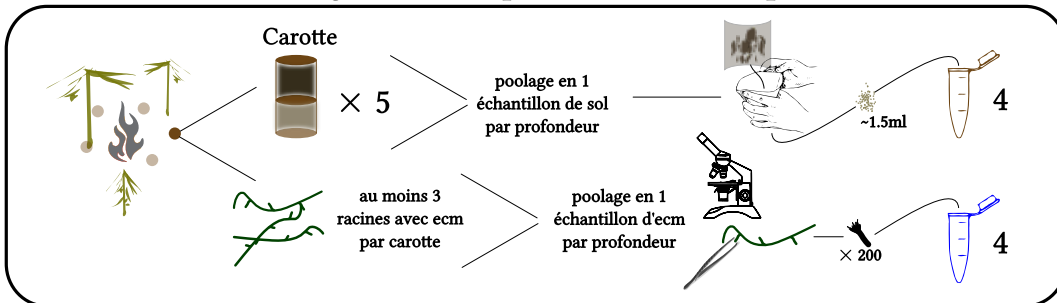 Carotte
× 5
poolage en 1
échantillon de sol
par profondeur
~1.5ml
4
au moins 3
racines avec ecm
par carotte
poolage en 1
échantillon d'ecm
par profondeur
× 200
4